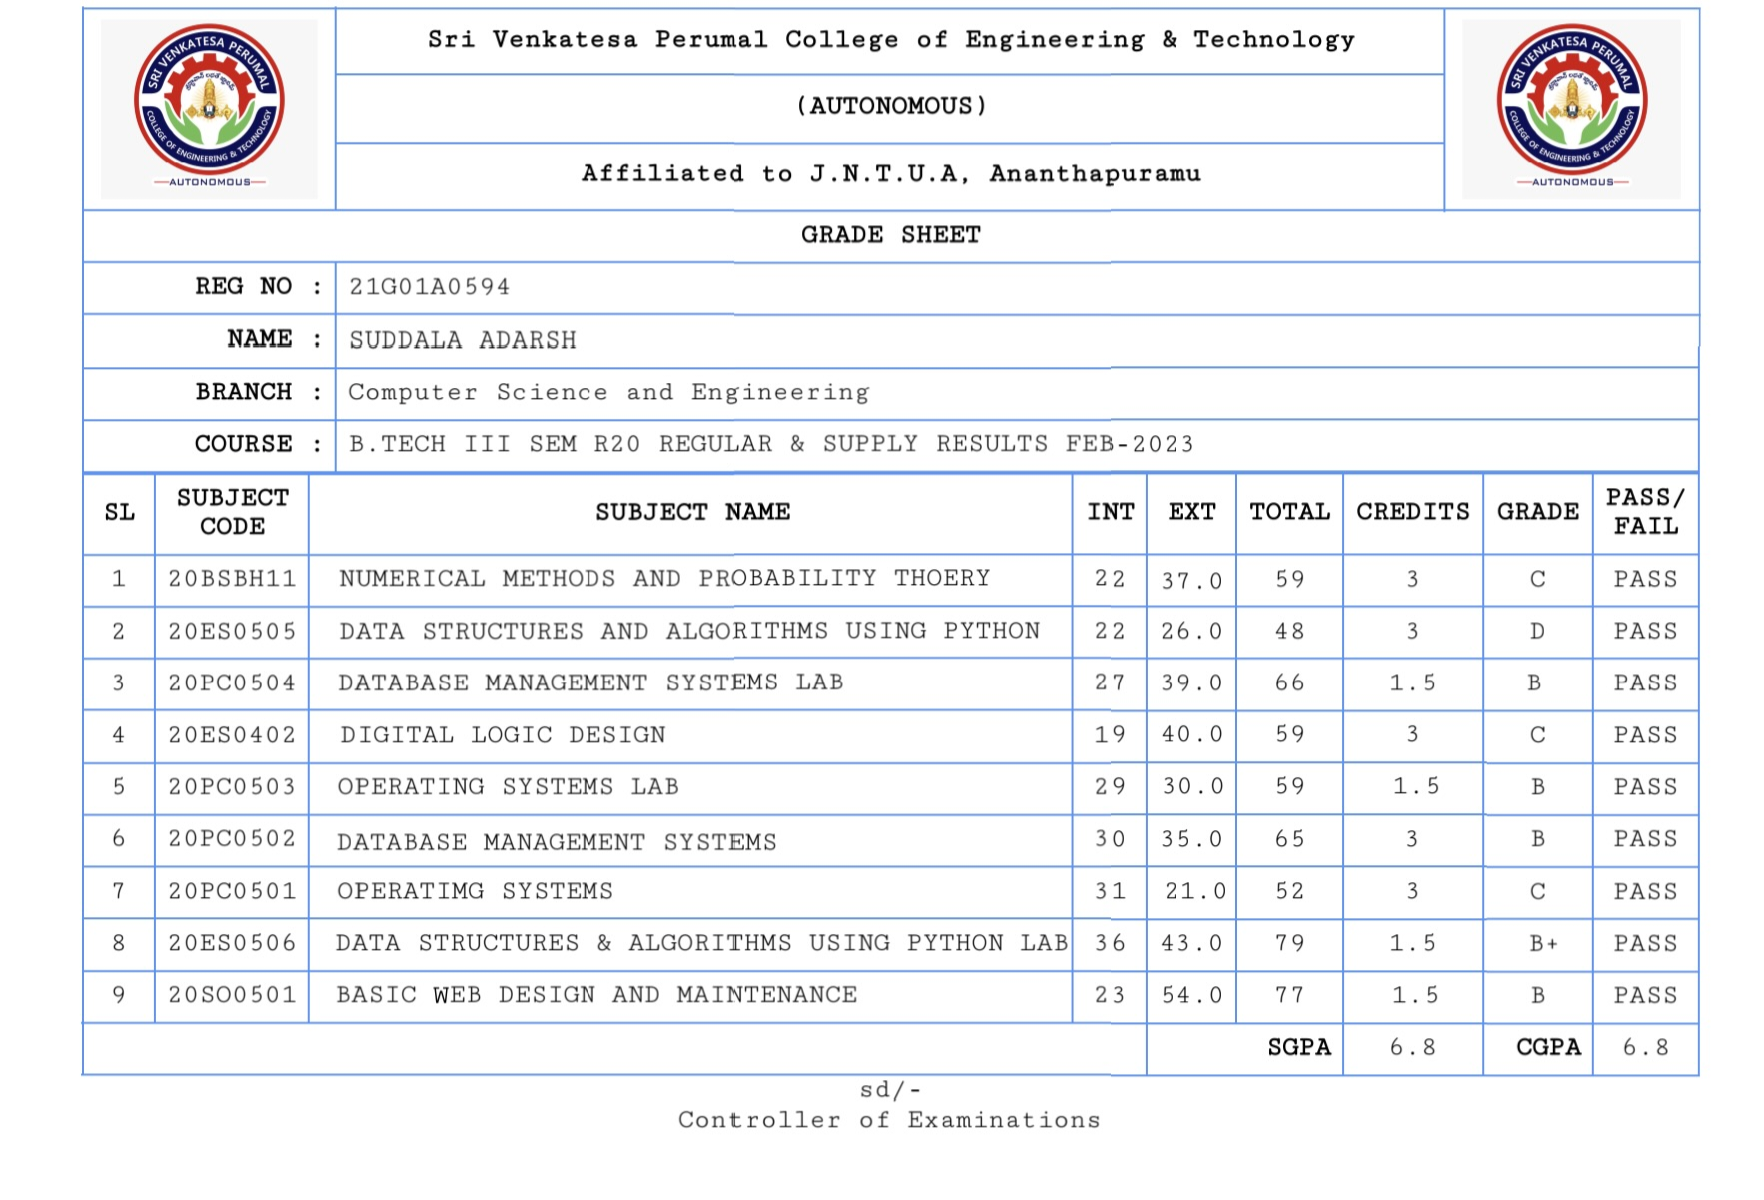 SRI VENKATESA PERUMAL
COLLEGE OF ENGINEERING & TECHNOLOGY
—AUTONOMOUS—
Sri Venkatesa Perumal College of Engineering & Technology
(AUTONOMOUS)
Affiliated to J.N.T.U.A, Ananthapuramu
SRI VENKATESA PERUMAL
COLLEGE OF ENGINEERING & TECHNOLOGY
—AUTONOMOUS—
GRADE SHEET
REG NO : 21G01A0594
NAME : SUDDALA ADARSH
BRANCH : Computer Science and Engineering
COURSE : B.TECH III SEM R20 REGULAR & SUPPLY RESULTS FEB-2023
SL SUBJECT CODE SUBJECT NAME INT EXT TOTAL CREDITS GRADE PASS/FAIL
1 20BSBH11 NUMERICAL METHODS AND PROBABILITY THOERY 22 37.0 59 3 C PASS
2 20ES0505 DATA STRUCTURES AND ALGORITHMS USING PYTHON 22 26.0 48 3 D PASS
3 20PC0504 DATABASE MANAGEMENT SYSTEMS LAB 27 39.0 66 1.5 B PASS
4 20ES0402 DIGITAL LOGIC DESIGN 19 40.0 59 3 C PASS
5 20PC0503 OPERATING SYSTEMS LAB 29 30.0 59 1.5 B PASS
6 20PC0502 DATABASE MANAGEMENT SYSTEMS 30 35.0 65 3 B PASS
7 20PC0501 OPERATIMG SYSTEMS 31 21.0 52 3 C PASS
8 20ES0506 DATA STRUCTURES & ALGORITHMS USING PYTHON LAB 36 43.0 79 1.5 B+ PASS
9 20SO0501 BASIC WEB DESIGN AND MAINTENANCE 23 54.0 77 1.5 B PASS
SGPA 6.8 CGPA 6.8
sd/-
Controller of Examinations